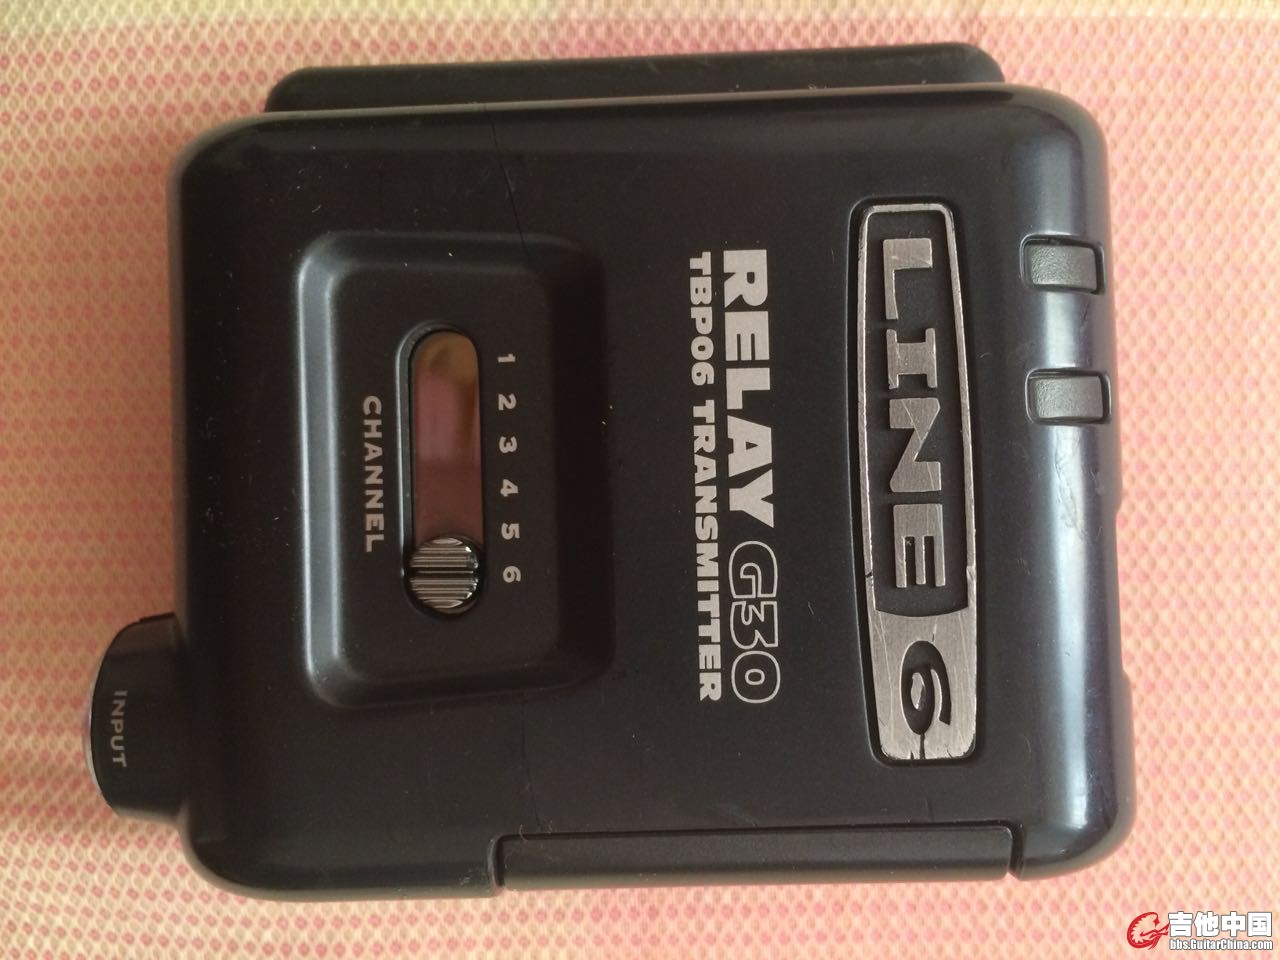 LINE 6
RELAY G30
TBP06 TRANSMITTER
1 2 3 4 5 6
CHANNEL
INPUT
吉他中国
bbs.GuitarChina.com